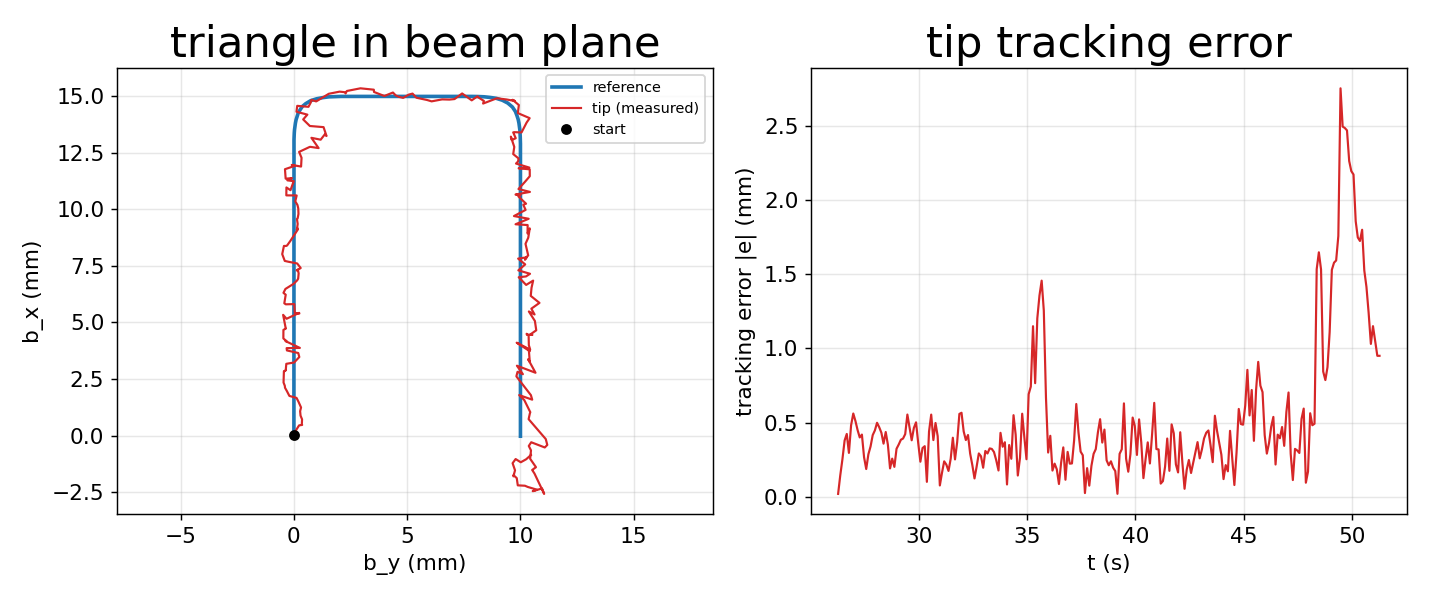 triangle in beam plane
b_x (mm)
15.0
12.5
10.0
7.5
5.0
2.5
0.0
−2.5
−5
0
5
10
15
b_y (mm)
reference
tip (measured)
start
tip tracking error
tracking error |e| (mm)
2.5
2.0
1.5
1.0
0.5
0.0
30
35
40
45
50
t (s)